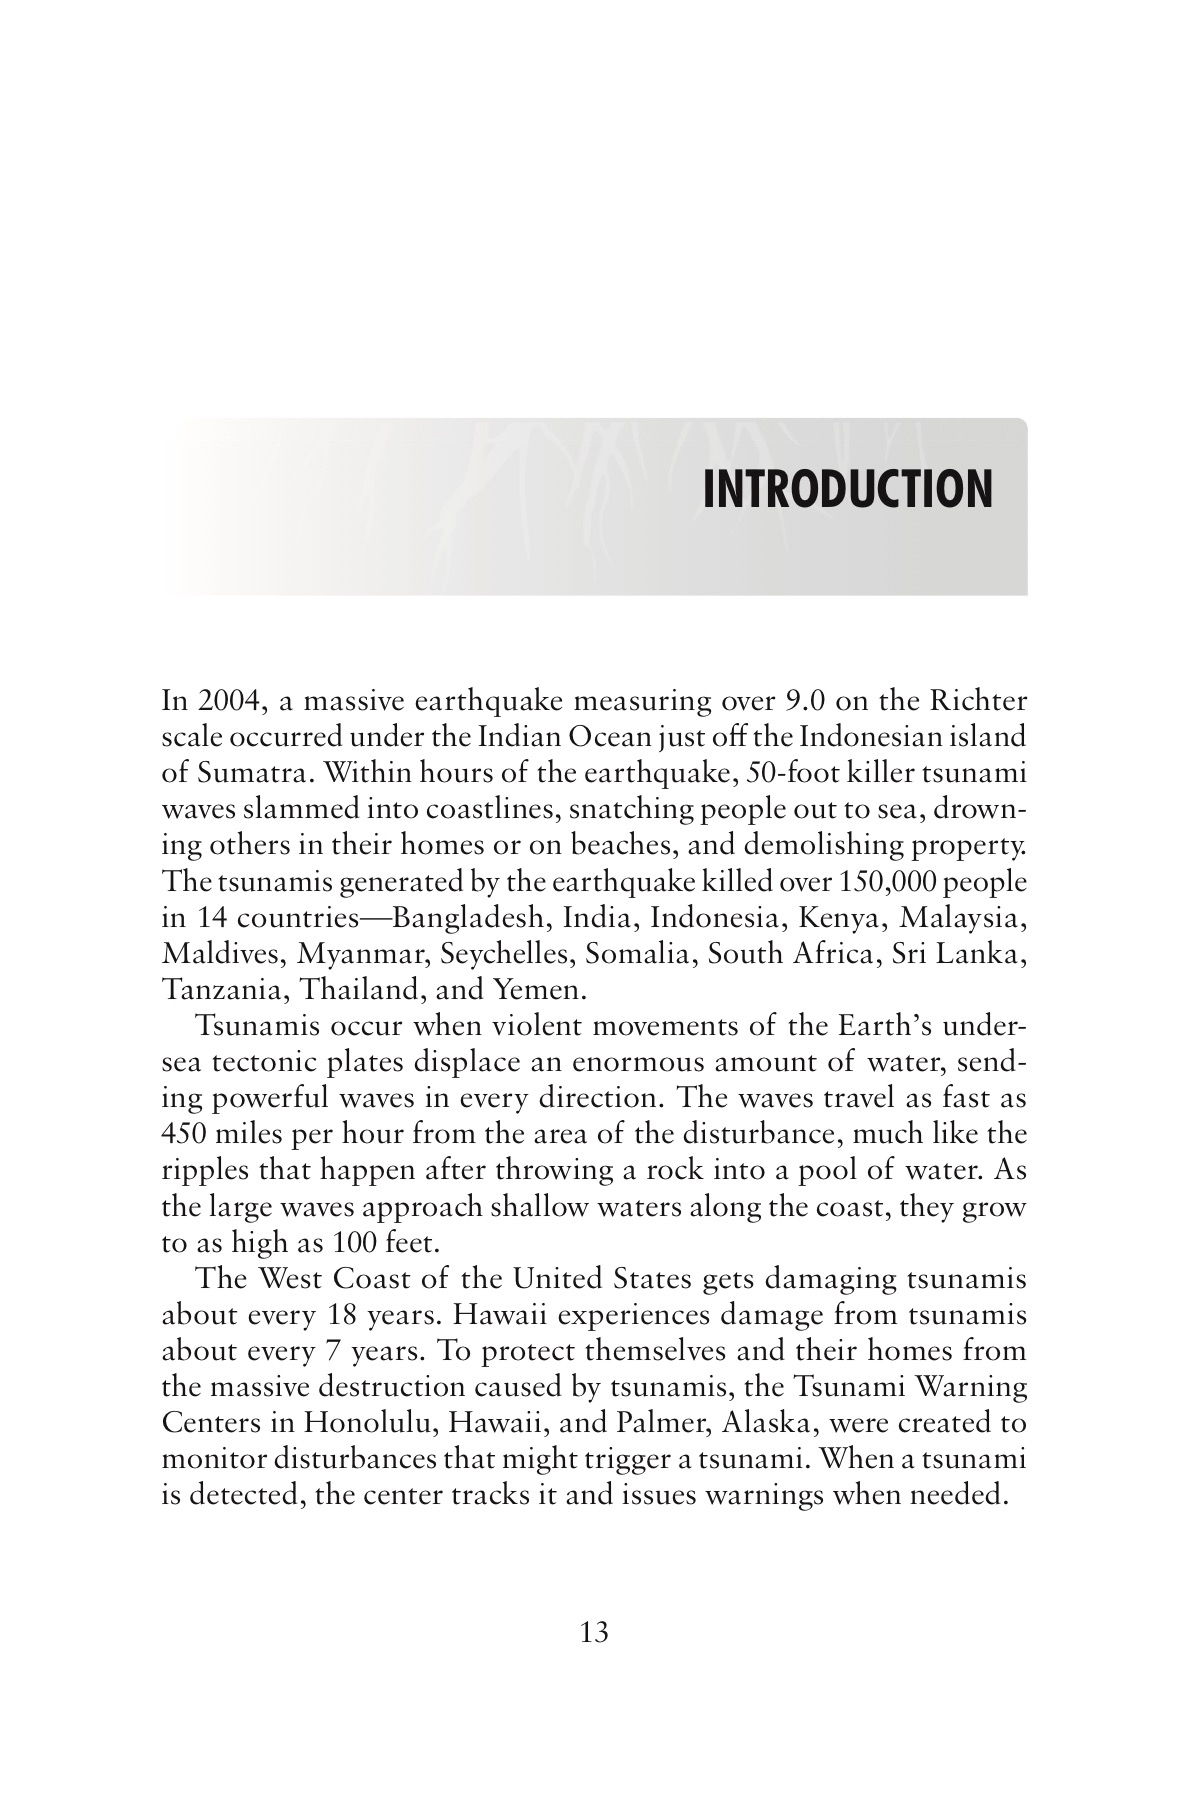 INTRODUCTION
In 2004, a massive earthquake measuring over 9.0 on the Richter
scale occurred under the Indian Ocean just off the Indonesian island
of Sumatra. Within hours of the earthquake, 50-foot killer tsunami
waves slammed into coastlines, snatching people out to sea, drown-
ing others in their homes or on beaches, and demolishing property.
The tsunamis generated by the earthquake killed over 150,000 people
in 14 countries—Bangladesh, India, Indonesia, Kenya, Malaysia,
Maldives, Myanmar, Seychelles, Somalia, South Africa, Sri Lanka,
Tanzania, Thailand, and Yemen.
Tsunamis occur when violent movements of the Earth’s under-
sea tectonic plates displace an enormous amount of water, send-
ing powerful waves in every direction. The waves travel as fast as
450 miles per hour from the area of the disturbance, much like the
ripples that happen after throwing a rock into a pool of water. As
the large waves approach shallow waters along the coast, they grow
to as high as 100 feet.
The West Coast of the United States gets damaging tsunamis
about every 18 years. Hawaii experiences damage from tsunamis
about every 7 years. To protect themselves and their homes from
the massive destruction caused by tsunamis, the Tsunami Warning
Centers in Honolulu, Hawaii, and Palmer, Alaska, were created to
monitor disturbances that might trigger a tsunami. When a tsunami
is detected, the center tracks it and issues warnings when needed.
13